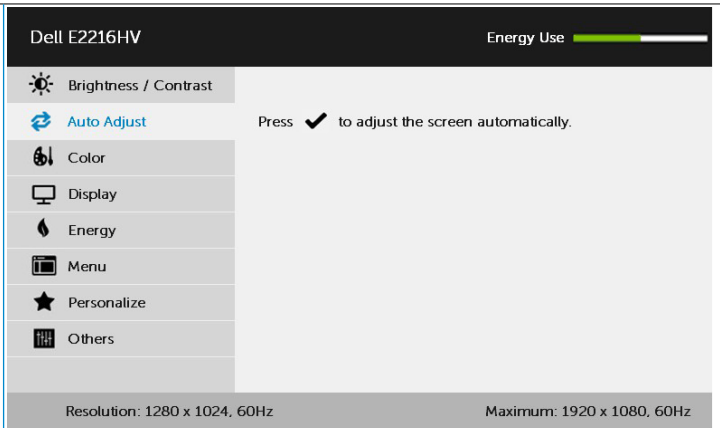 Dell E2216HV
Energy Use
Brightness / Contrast
Auto Adjust
Press ✔ to adjust the screen automatically.
Color
Display
Energy
Menu
Personalize
Others
Resolution: 1280 x 1024, 60Hz
Maximum: 1920 x 1080, 60Hz